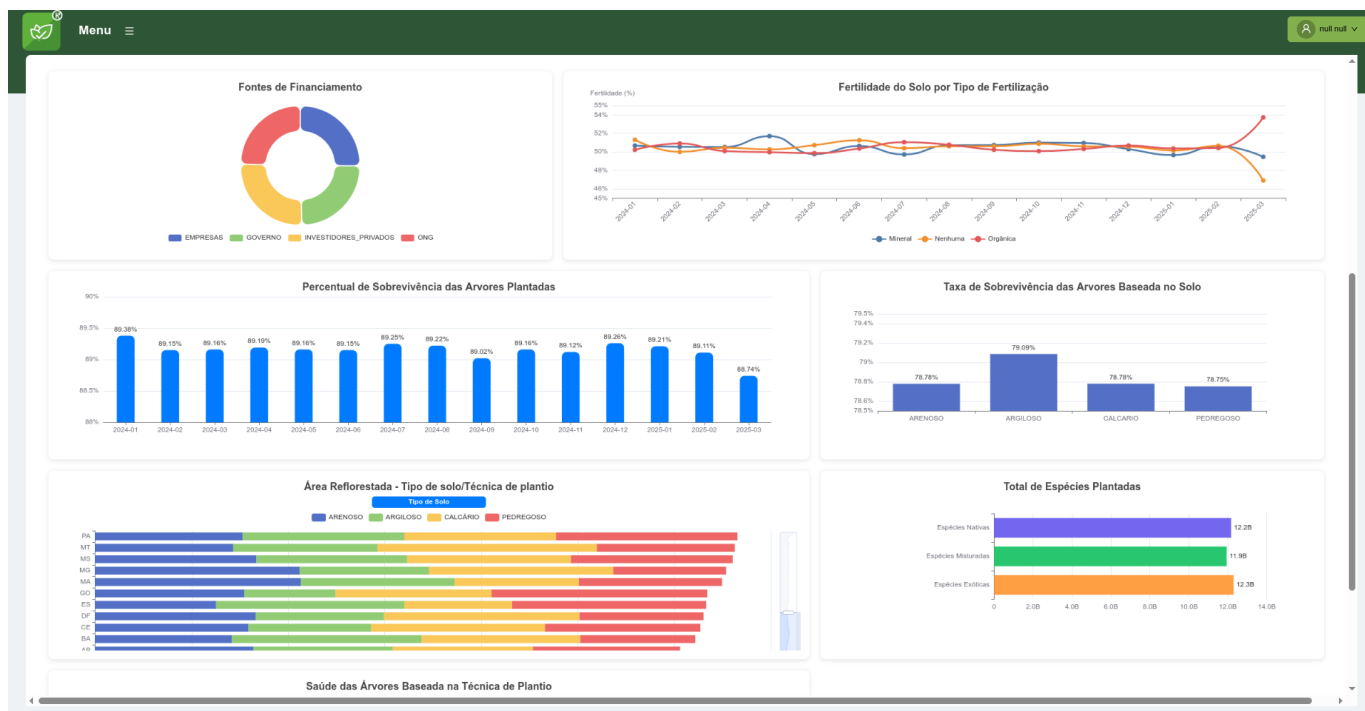 Menu
null null
Fontes de Financiamento
EMPRESAS GOVERNO INVESTIDORES_PRIVADOS ONG
Fertilidade do Solo por Tipo de Fertilização
Fertilidade (%)
55%
54%
52%
50%
48%
46%
45%
2024-01 2024-02 2024-03 2024-04 2024-05 2024-06 2024-07 2024-08 2024-09 2024-10 2024-11 2024-12 2025-01 2025-02 2025-03
Mineral Nenhuma Orgânica
Percentual de Sobrevivência das Arvores Plantadas
90%
89.5%
89%
88.5%
88%
89.38% 89.15% 89.16% 89.19% 89.16% 89.15% 89.25% 89.22% 89.02% 89.16% 89.12% 89.26% 89.21% 89.11% 88.74%
2024-01 2024-02 2024-03 2024-04 2024-05 2024-06 2024-07 2024-08 2024-09 2024-10 2024-11 2024-12 2025-01 2025-02 2025-03
Taxa de Sobrevivência das Arvores Baseada no Solo
79.5%
79.4%
79.2%
79%
78.8%
78.6%
78.5%
78.78% 79.09% 78.78% 78.75%
ARENOSO ARGILOSO CALCARIO PEDREGOSO
Área Reflorestada - Tipo de solo/Técnica de plantio
Tipo de Solo
ARENOSO ARGILOSO CALCÁRIO PEDREGOSO
PA
MT
MS
MG
MA
GO
ES
DF
CE
BA
Total de Espécies Plantadas
Espécies Nativas 12.2B
Espécies Misturadas 11.9B
Espécies Exóticas 12.3B
0 2.0B 4.0B 6.0B 8.0B 10.0B 12.0B 14.0B
Saúde das Árvores Baseada na Técnica de Plantio